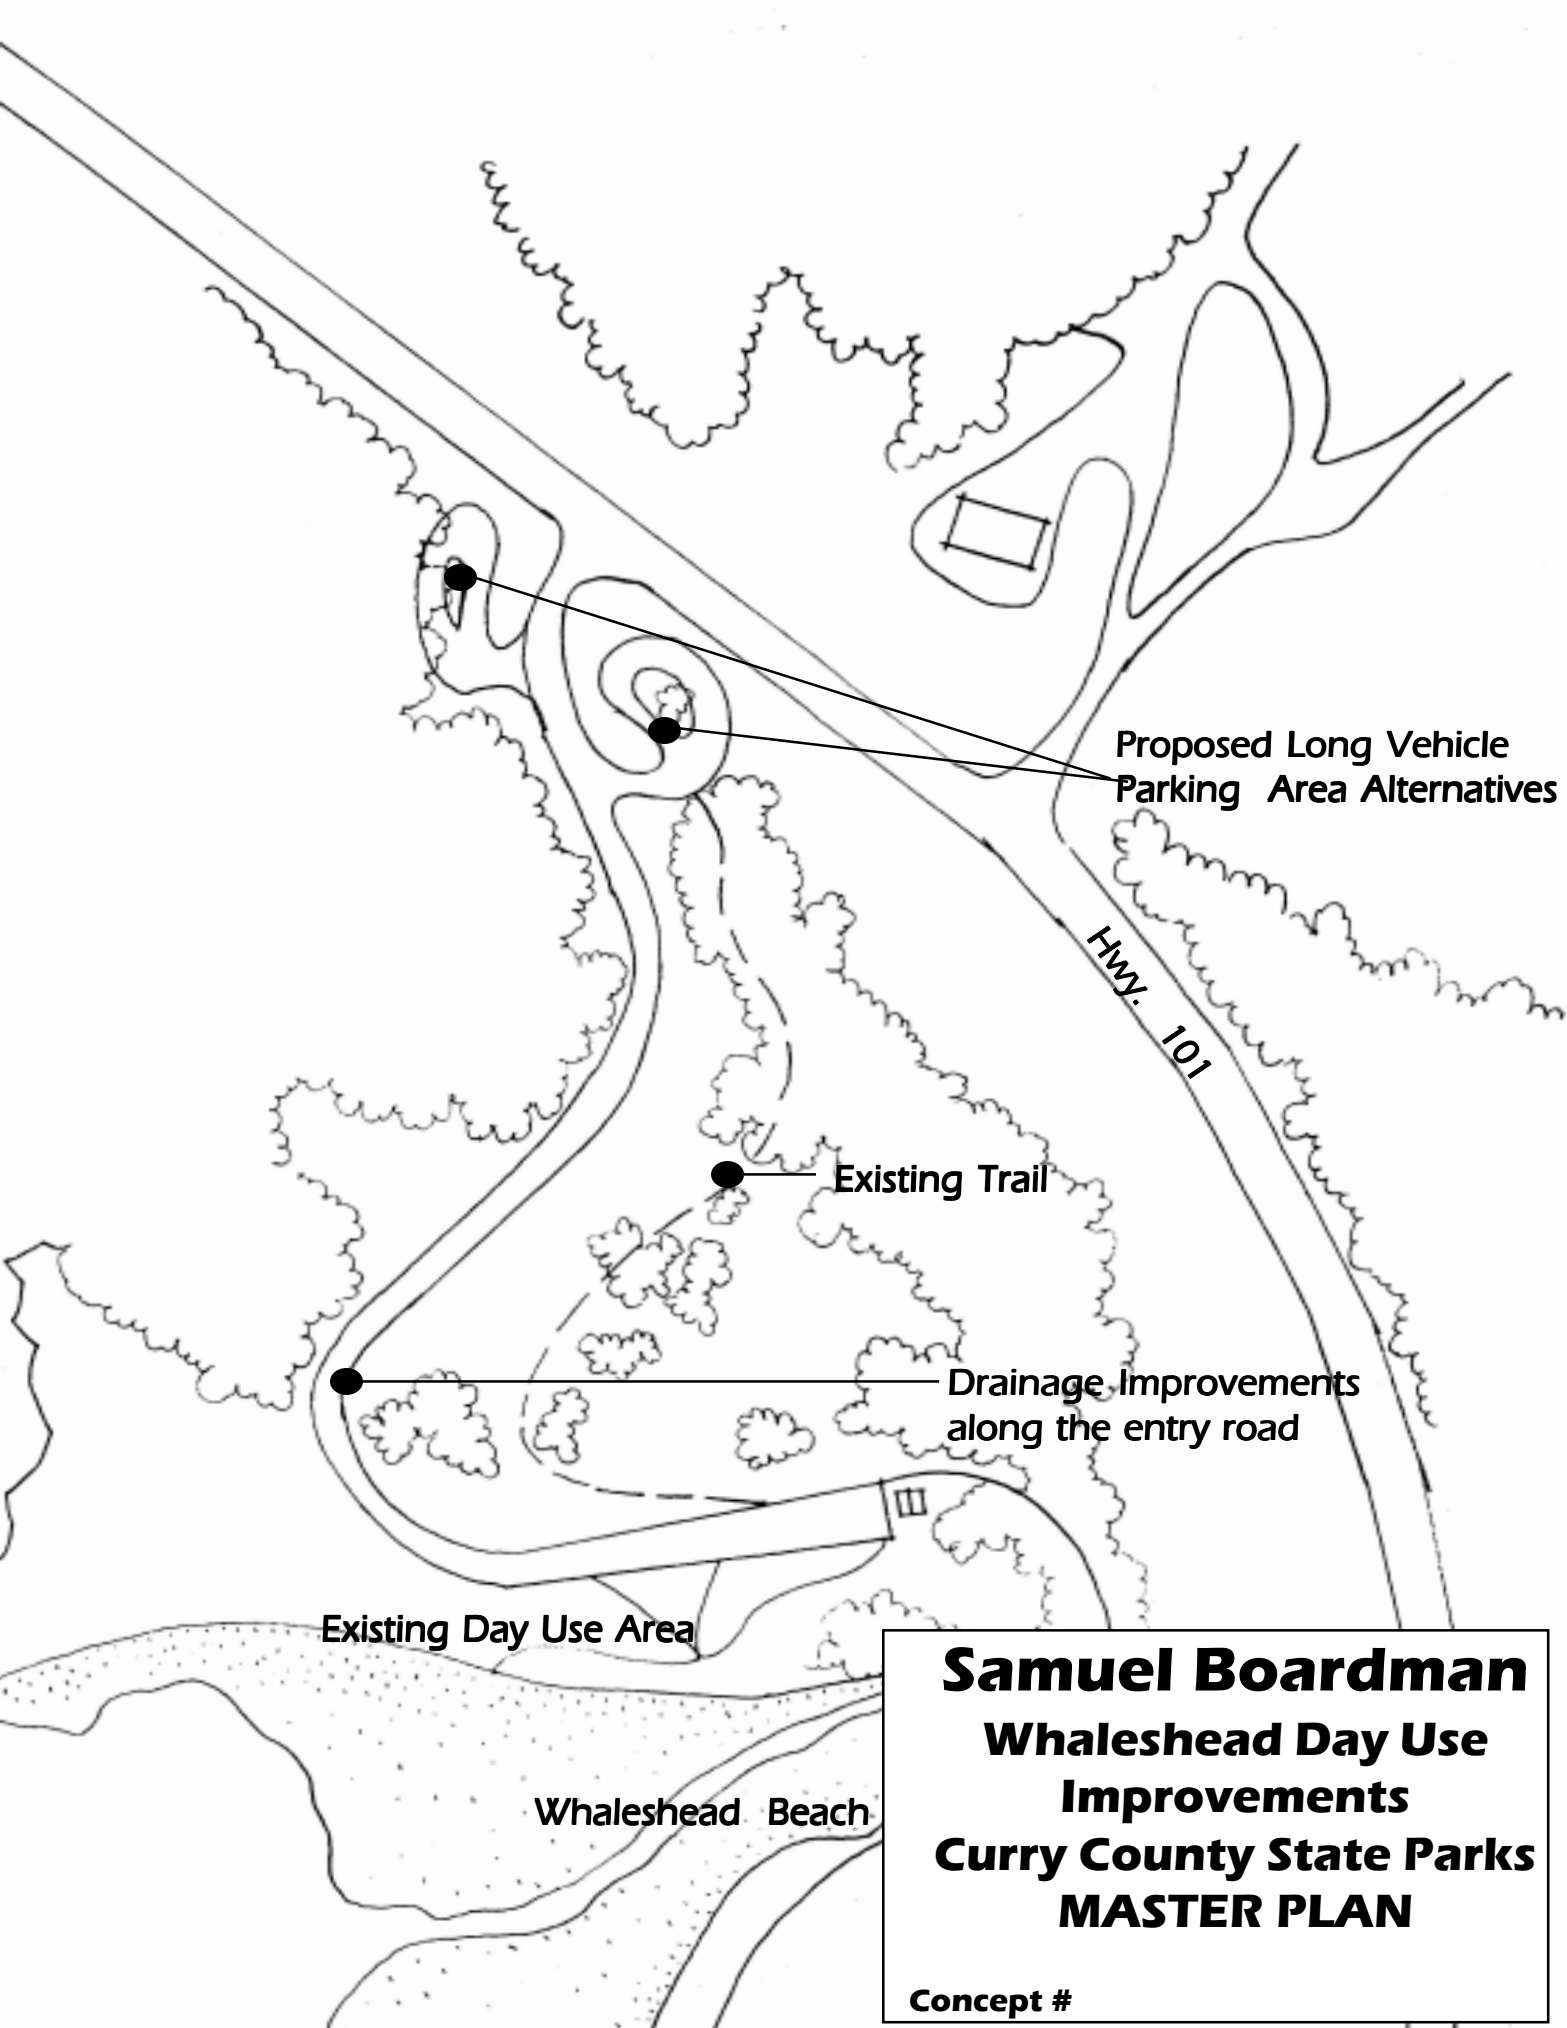 Proposed Long Vehicle
Parking Area Alternatives
Hwy. 101
Existing Trail
Drainage Improvements
along the entry road
Existing Day Use Area
Whaleshead Beach
Samuel Boardman
Whaleshead Day Use
Improvements
Curry County State Parks
MASTER PLAN
Concept #